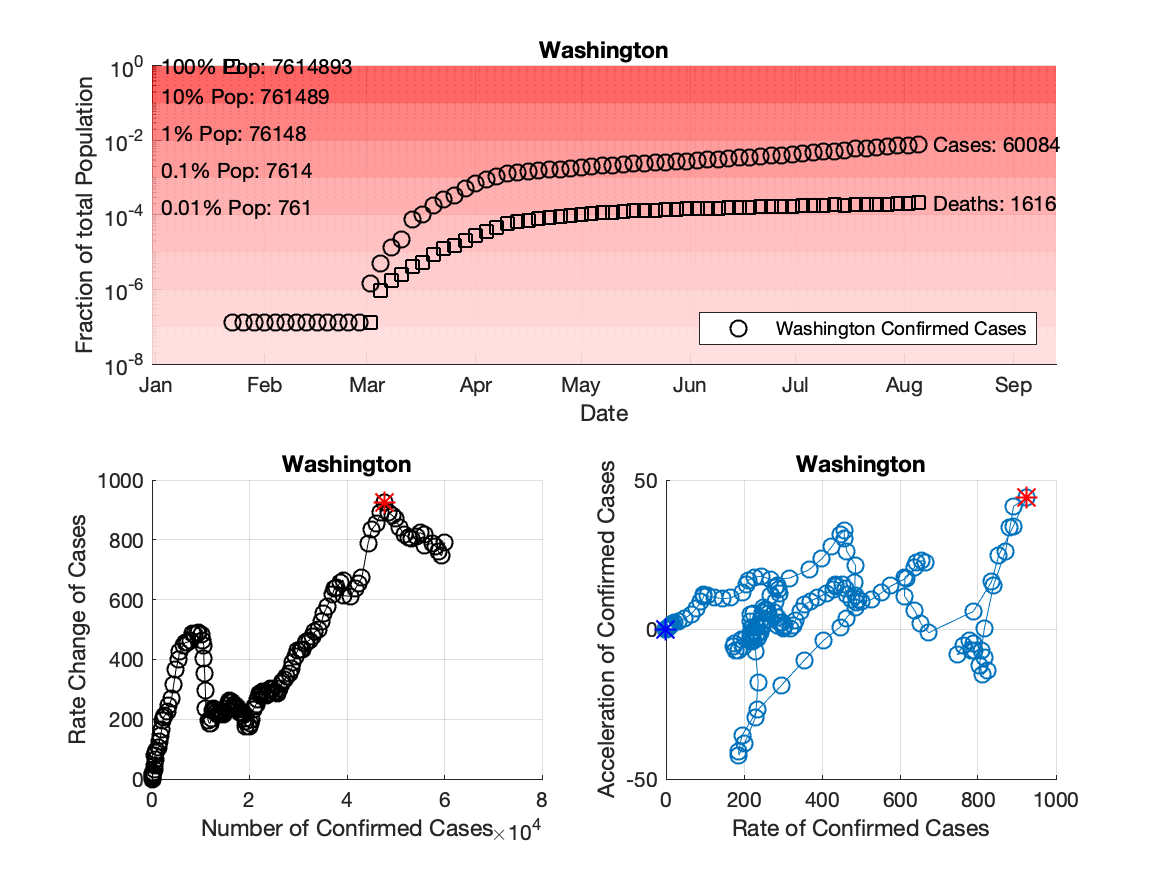 Washington
10^0
10^-2
10^-4
10^-6
10^-8
Fraction of total Population
100% Pop: 7614893
10% Pop: 761489
1% Pop: 76148
0.1% Pop: 7614
0.01% Pop: 761
Cases: 60084
Deaths: 1616
Washington Confirmed Cases
Jan Feb Mar Apr May Jun Jul Aug Sep
Date
Washington
1000
800
600
400
200
0
Rate Change of Cases
0 2 4 6 8
Number of Confirmed Cases ×10^4
Washington
50
0
-50
Acceleration of Confirmed Cases
0 200 400 600 800 1000
Rate of Confirmed Cases